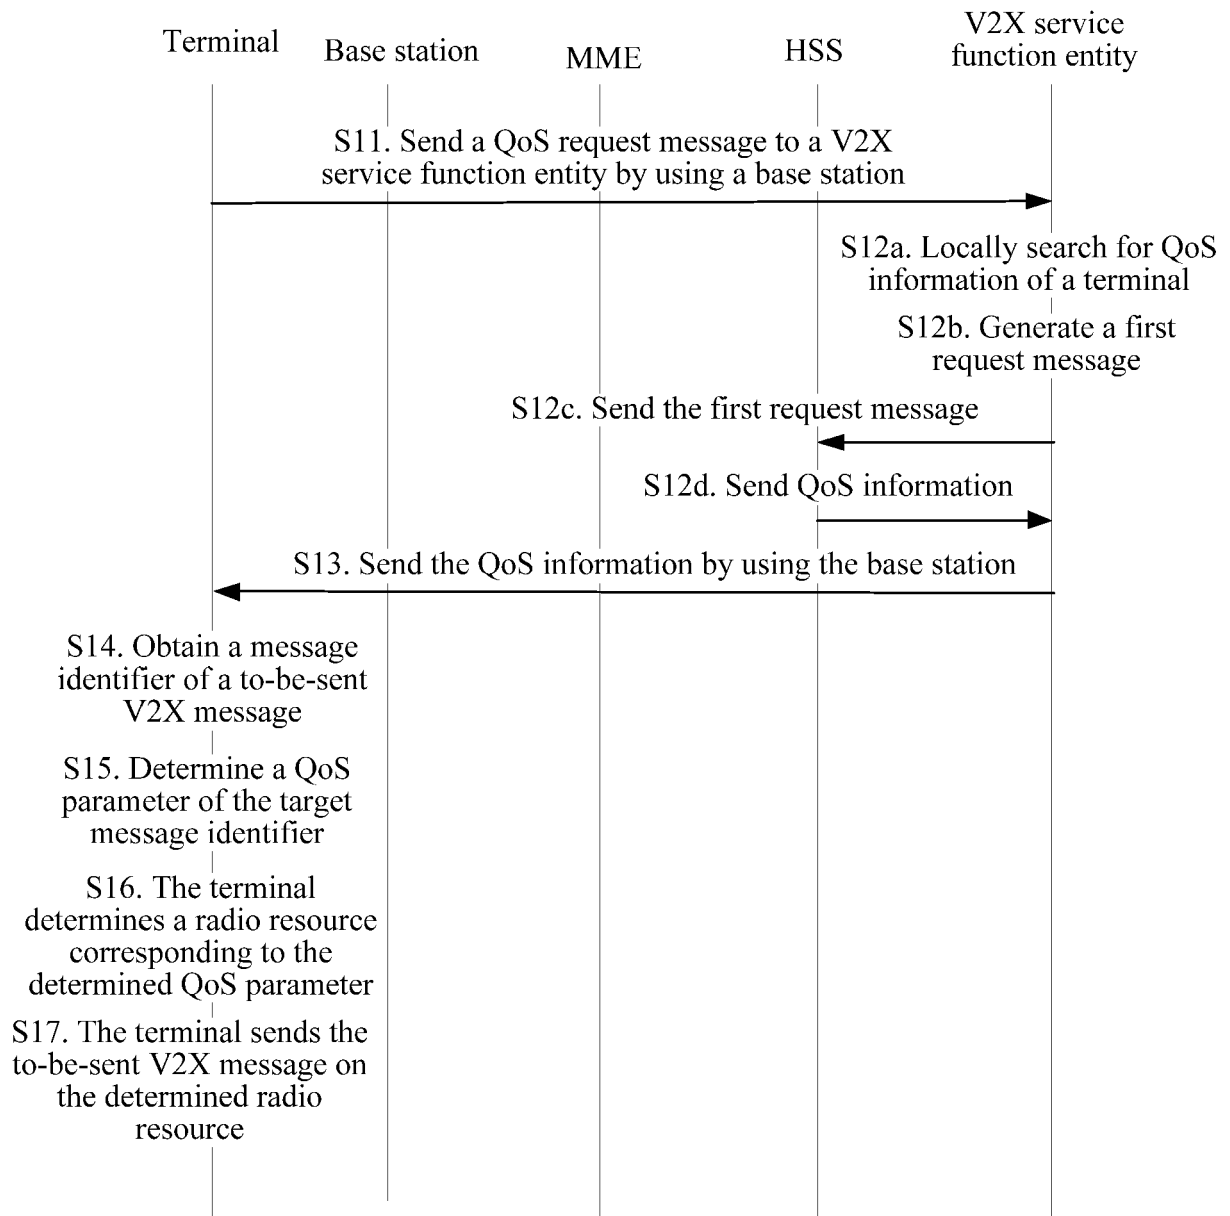 Terminal
Base station
MME
HSS
V2X service
function entity
S11. Send a QoS request message to a V2X
service function entity by using a base station
S12a. Locally search for QoS
information of a terminal
S12b. Generate a first
request message
S12c. Send the first request message
S12d. Send QoS information
S13. Send the QoS information by using the base station
S14. Obtain a message
identifier of a to-be-sent
V2X message
S15. Determine a QoS
parameter of the target
message identifier
S16. The terminal
determines a radio resource
corresponding to the
determined QoS parameter
S17. The terminal sends the
to-be-sent V2X message on
the determined radio
resource